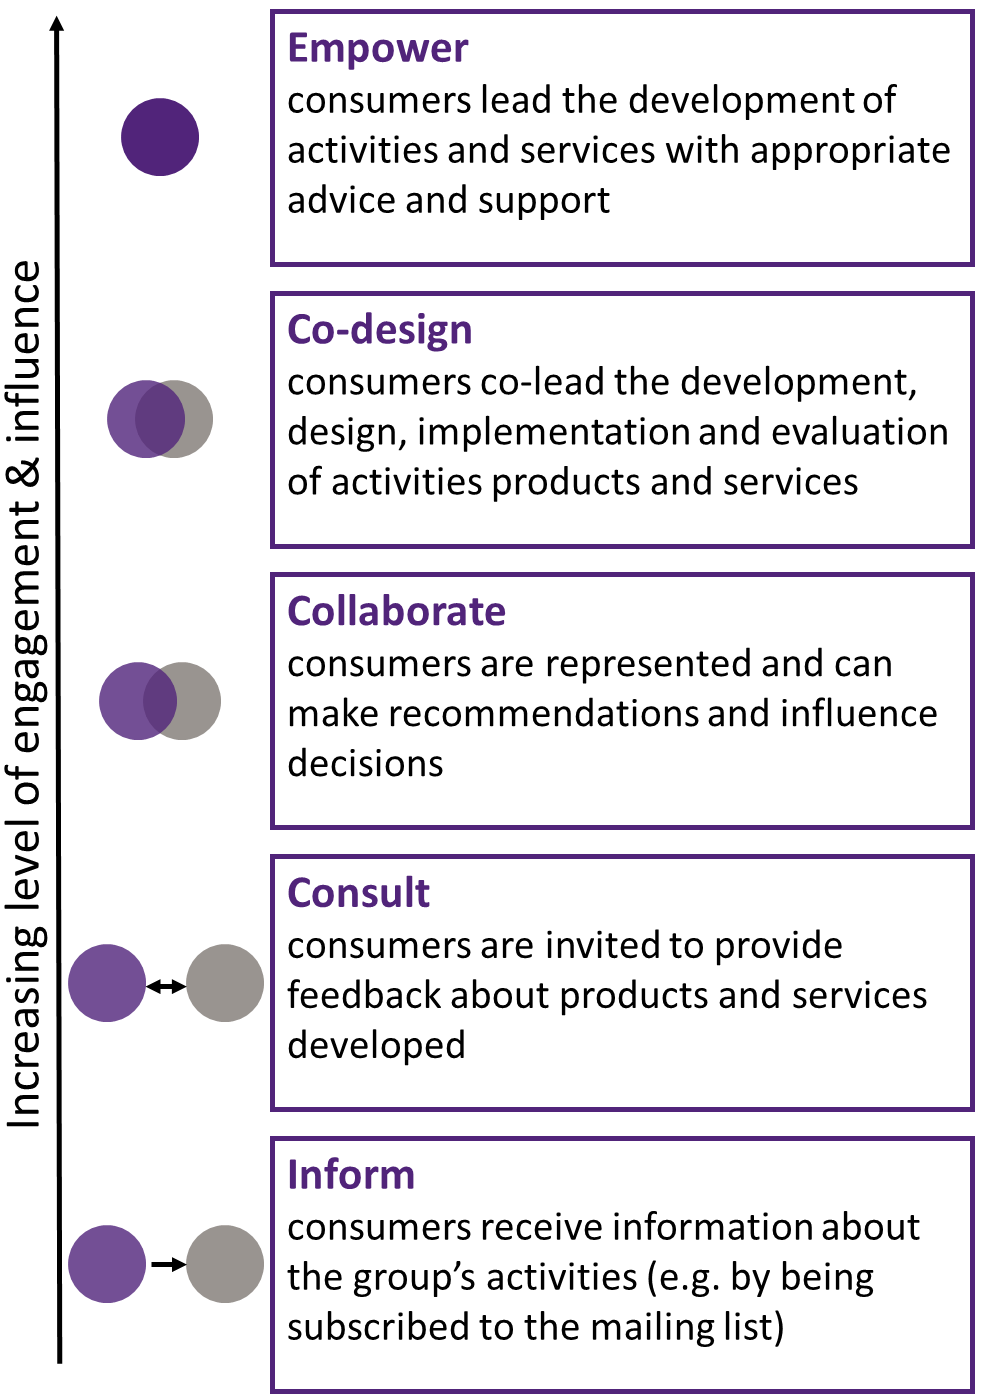 Increasing level of engagement & influence
Empower
consumers lead the development of
activities and services with appropriate
advice and support
Co-design
consumers co-lead the development,
design, implementation and evaluation
of activities products and services
Collaborate
consumers are represented and can
make recommendations and influence
decisions
Consult
consumers are invited to provide
feedback about products and services
developed
Inform
consumers receive information about
the group’s activities (e.g. by being
subscribed to the mailing list)